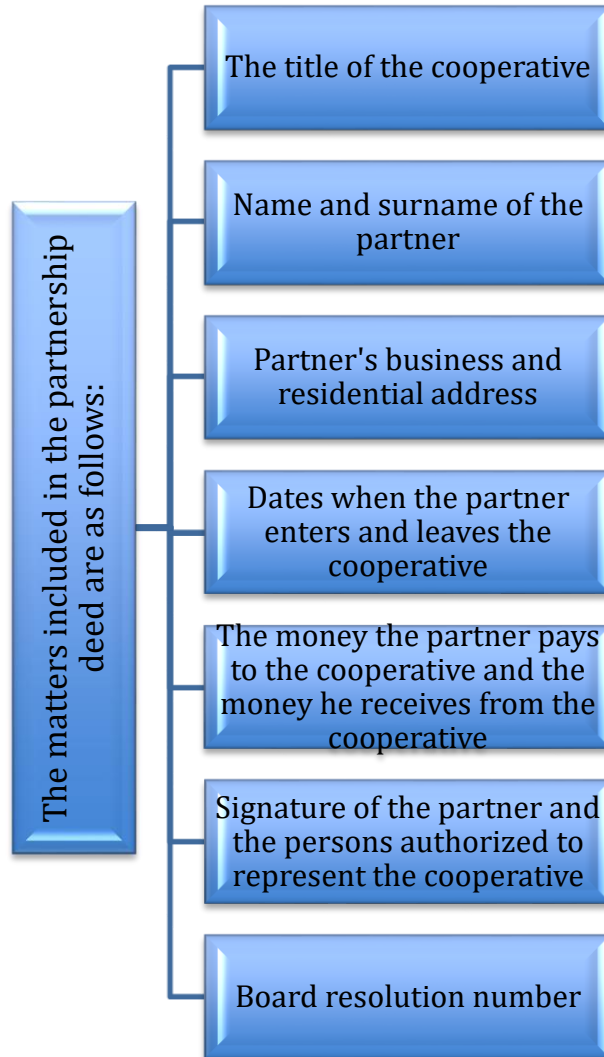 The matters included in the partnership
deed are as follows:
The title of the cooperative
Name and surname of the
partner
Partner's business and
residential address
Dates when the partner
enters and leaves the
cooperative
The money the partner pays
to the cooperative and the
money he receives from the
cooperative
Signature of the partner and
the persons authorized to
represent the cooperative
Board resolution number